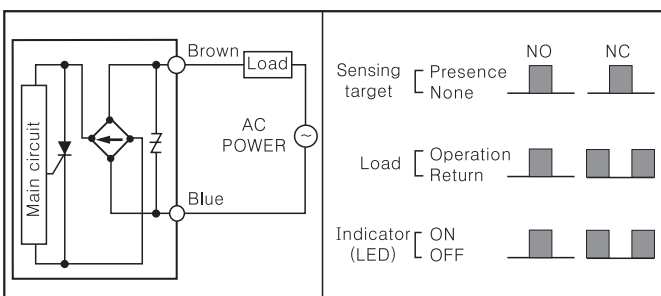 Main circuit
Brown
Load
AC
POWER
~
Blue
NO NC
Sensing
target
Presence
None
Load
Operation
Return
Indicator
(LED)
ON
OFF